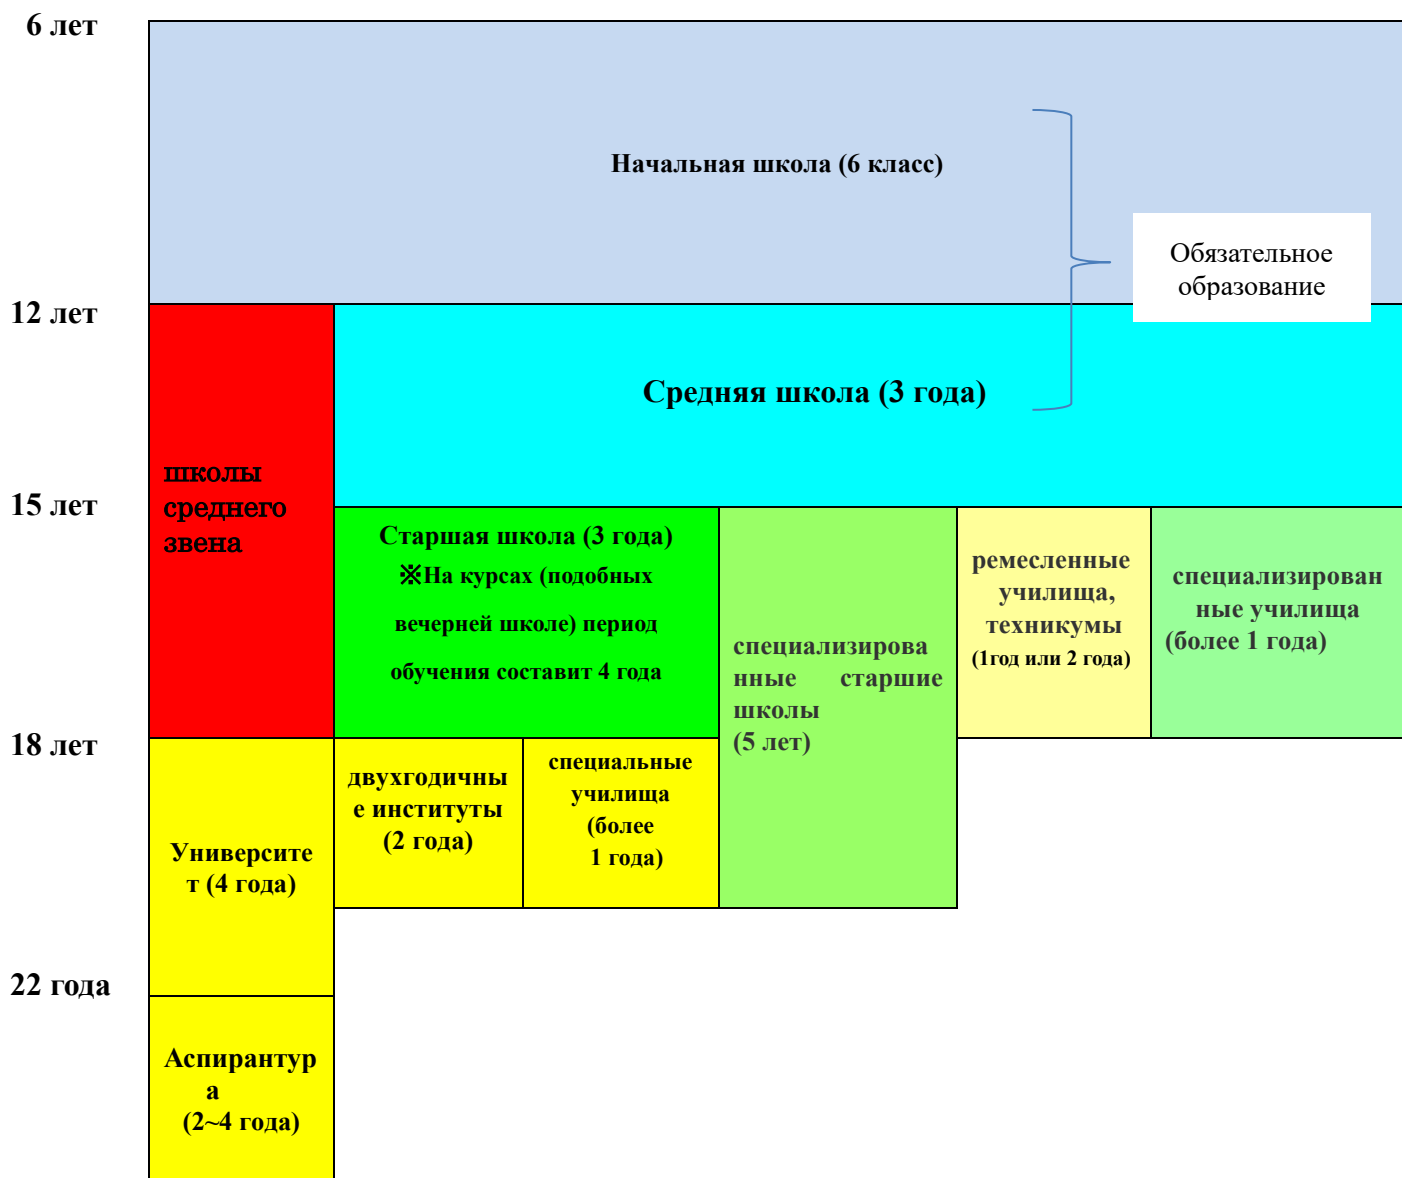 6 лет
Начальная школа (6 класс)
Обязательное
образование
12 лет
Средняя школа (3 года)
школы
среднего
звена
15 лет
Старшая школа (3 года)
※На курсах (подобных
вечерней школе) период
обучения составит 4 года
специализирова
нные старшие
школы
(5 лет)
ремесленные
училища,
техникумы
(1год или 2 года)
специализирован
ные училища
(более 1 года)
18 лет
Университе
т (4 года)
двухгодичны
е институты
(2 года)
специальные
училища
(более
1 года)
22 года
Аспирантур
а
(2~4 года)